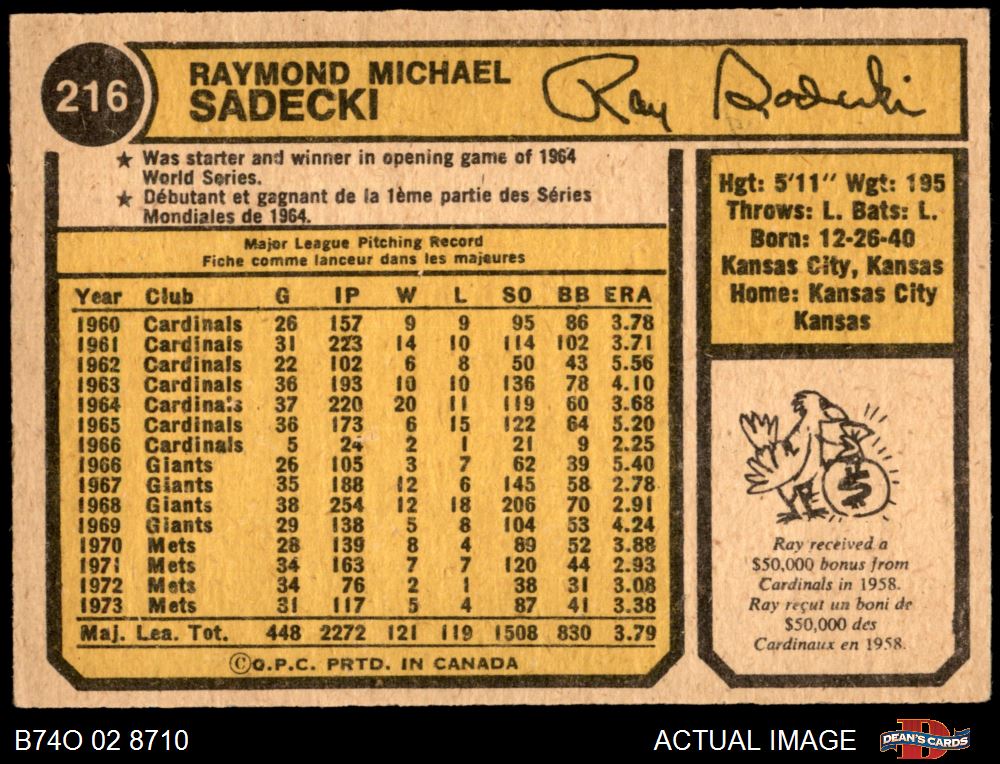 216
RAYMOND MICHAEL
SADECKI
Ray Sadecki
★ Was starter and winner in opening game of 1964
World Series.
★ Débutant et gagnant de la 1ème partie des Séries
Mondiales de 1964.
Major League Pitching Record
Fiche comme lanceur dans les majeures
Year Club G IP W L SO BB ERA
1960 Cardinals 26 157 9 9 95 86 3.78
1961 Cardinals 31 223 14 10 114 102 3.71
1962 Cardinals 22 102 6 8 50 43 5.56
1963 Cardinals 36 193 10 10 136 78 4.10
1964 Cardinals 37 220 20 11 119 60 3.68
1965 Cardinals 36 173 6 15 122 64 5.20
1966 Cardinals 5 24 2 1 21 9 2.25
1966 Giants 26 105 3 7 62 39 5.40
1967 Giants 35 188 12 6 145 58 2.78
1968 Giants 38 254 12 18 206 70 2.91
1969 Giants 29 138 5 8 104 53 4.24
1970 Mets 28 139 8 4 89 52 3.88
1971 Mets 34 163 7 7 120 44 2.93
1972 Mets 34 76 2 1 38 31 3.08
1973 Mets 31 117 5 4 87 41 3.38
Maj. Lea. Tot. 448 2272 121 119 1508 830 3.79
©O.P.C. PRTD. IN CANADA
Hgt: 5'11" Wgt: 195
Throws: L. Bats: L.
Born: 12-26-40
Kansas City, Kansas
Home: Kansas City
Kansas
$
Ray received a
$50,000 bonus from
Cardinals in 1958.
Ray reçut un boni de
$50,000 des
Cardinaux en 1958.
B74O 02 8710
ACTUAL IMAGE
D
DEAN'S CARDS